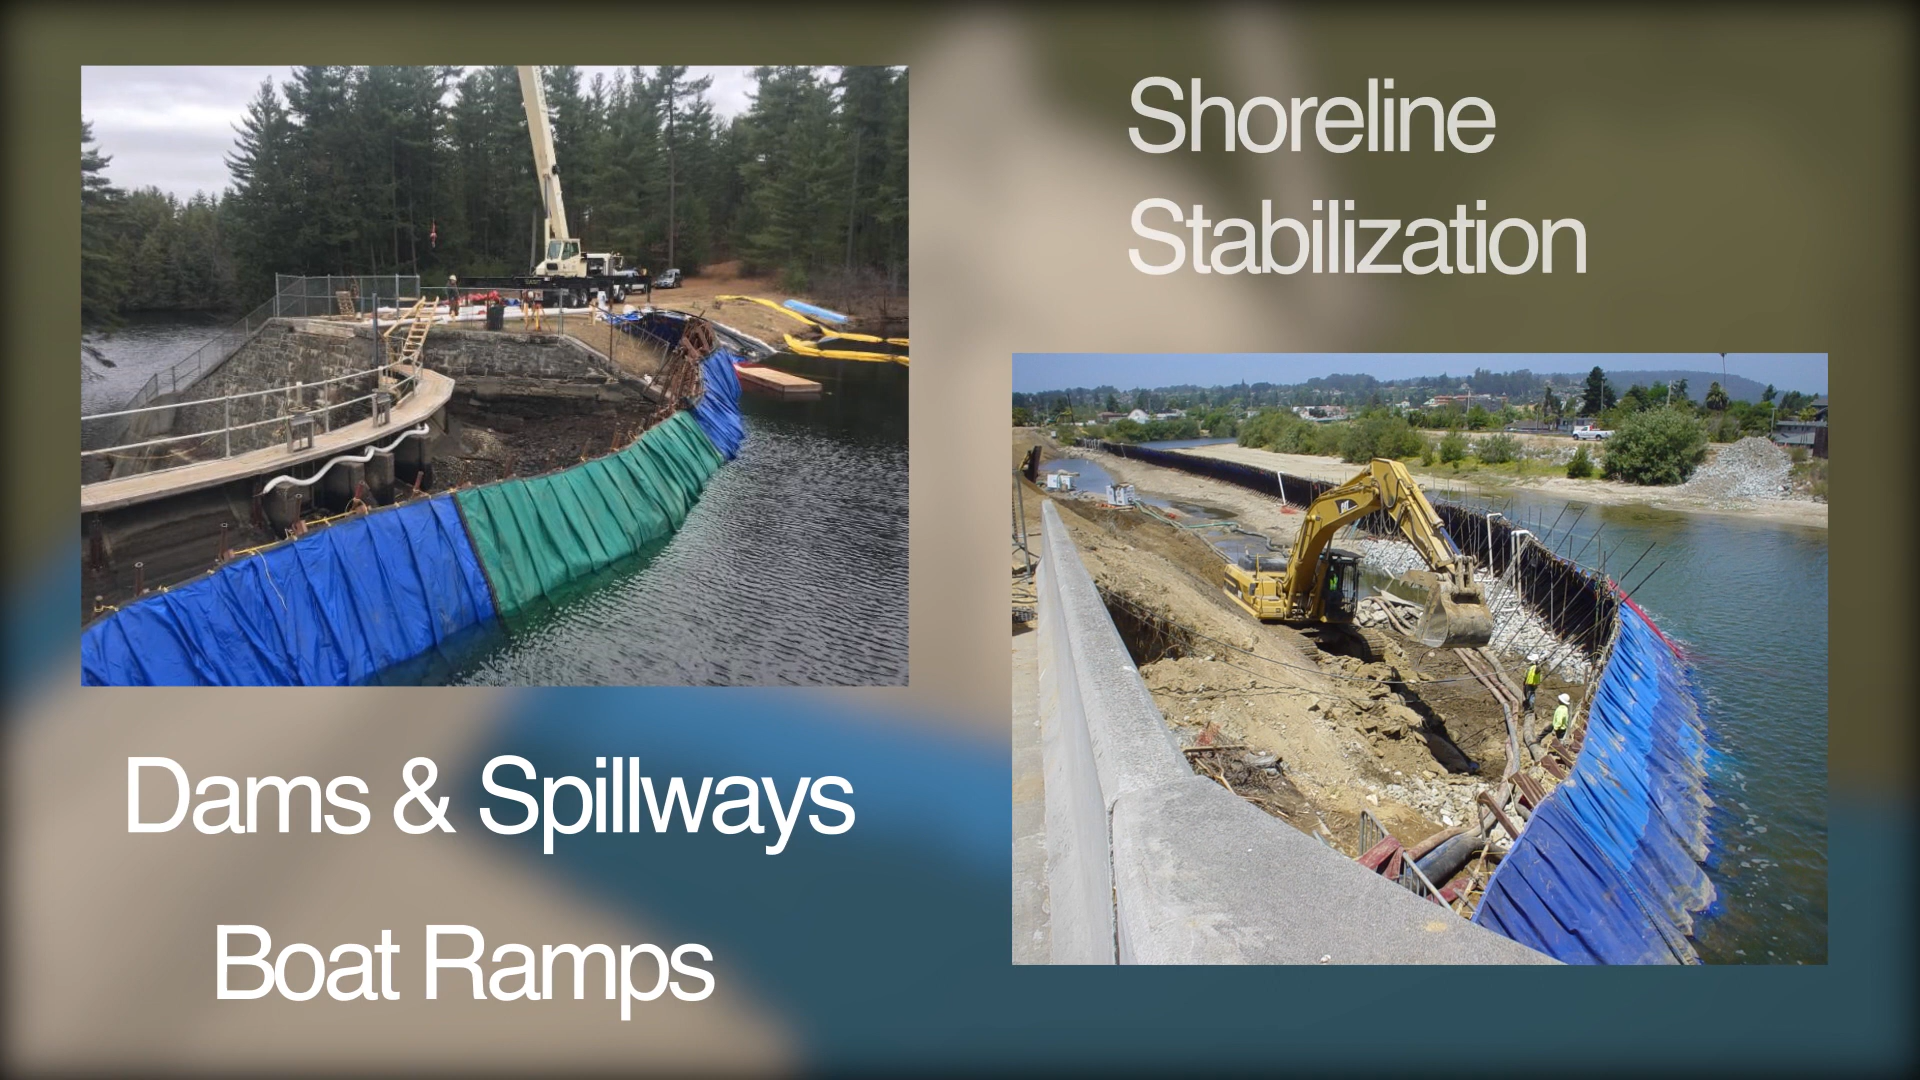 Shoreline
Stabilization
Dams & Spillways
Boat Ramps